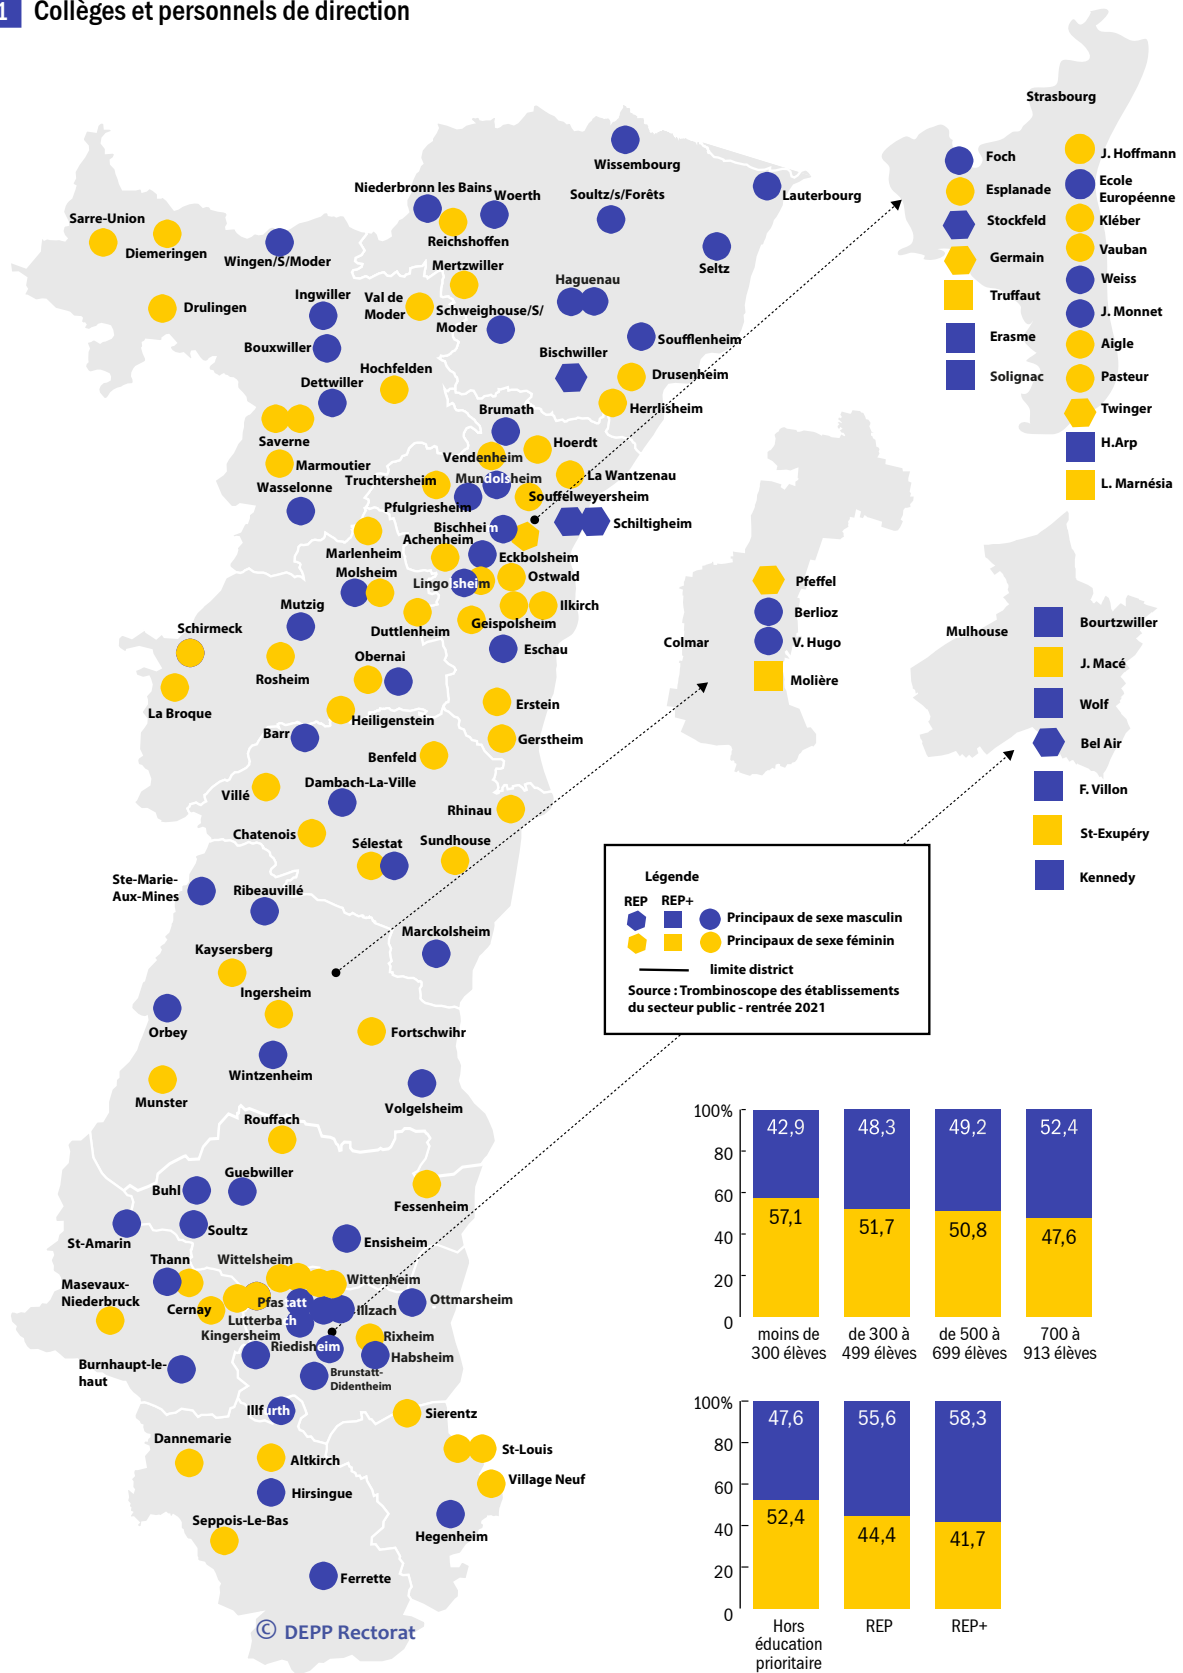 1 Collèges et personnels de direction
Strasbourg
Foch
Esplanade
Stockfeld
Germain
Truffaut
Erasme
Solignac
J. Hoffmann
Ecole
Européenne
Kléber
Vauban
Weiss
J. Monnet
Aigle
Pasteur
Twinger
H.Arp
L. Marnésia
Wissembourg
Lauterbourg
Niederbronn les Bains
Woerth
Soultz/s/Forêts
Reichshoffen
Seltz
Sarre-Union
Diemeringen
Wingen/S/Moder
Drulingen
Mertzwiller
Haguenau
Ingwiller
Val de
Moder
Schweighouse/S/
Moder
Soufflenheim
Bouxwiller
Bischwiller
Hochfelden
Drusenheim
Dettwiller
Herrlisheim
Brumath
Saverne
Hoerdt
Vendenheim
Marmoutier
La Wantzenau
Truchtersheim
Mundolsheim
Wasselonne
Souffelweyersheim
Pfulgriesheim
Schiltigheim
Bischheim
Achenheim
Marlenheim
Eckbolsheim
Molsheim
Lingolsheim
Ostwald
Mutzig
Ilkirch
Geispolsheim
Duttlenheim
Schirmeck
Eschau
Obernai
Rosheim
La Broque
Erstein
Heiligenstein
Barr
Gerstheim
Benfeld
Dambach-La-Ville
Villé
Rhinau
Chatenois
Sélestat
Sundhouse
Ste-Marie-
Aux-Mines
Ribeauvillé
Marckolsheim
Kaysersberg
Ingersheim
Orbey
Fortschwihr
Wintzenheim
Munster
Volgelsheim
Rouffach
Guebwiller
Buhl
Fessenheim
Soultz
St-Amarin
Ensisheim
Thann
Wittelsheim
Wittenheim
Masevaux-
Niederbruck
Cernay
Pfastatt
Illzach
Ottmarsheim
Lutterbach
Kingersheim
Riedisheim
Rixheim
Habsheim
Burnhaupt-le-
haut
Brunstatt-
Didentheim
Illfurth
Sierentz
Dannemarie
Altkirch
St-Louis
Village Neuf
Hirsingue
Seppois-Le-Bas
Hegenheim
Ferrette
Colmar
Pfeffel
Berlioz
V. Hugo
Molière
Mulhouse
Bourtzwiller
J. Macé
Wolf
Bel Air
F. Villon
St-Exupéry
Kennedy
Légende
REP REP+
Principaux de sexe masculin
Principaux de sexe féminin
limite district
Source : Trombinoscope des établissements
du secteur public - rentrée 2021
100%
80
60
40
20
0
42,9 48,3 49,2 52,4
57,1 51,7 50,8 47,6
moins de
300 élèves
de 300 à
499 élèves
de 500 à
699 élèves
700 à
913 élèves
100%
80
60
40
20
0
47,6 55,6 58,3
52,4 44,4 41,7
Hors
éducation
prioritaire
REP
REP+
© DEPP Rectorat